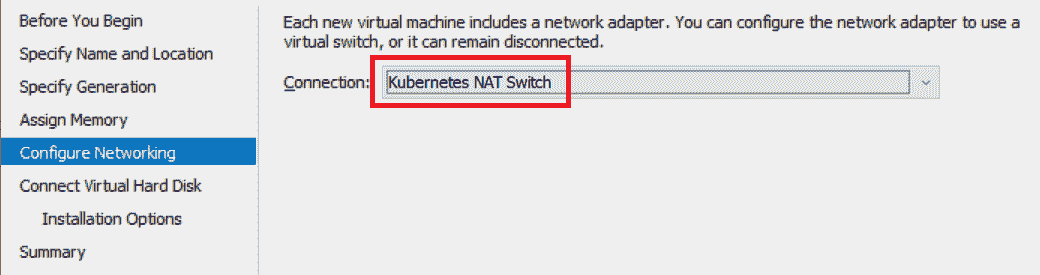 Before You Begin
Specify Name and Location
Specify Generation
Assign Memory
Configure Networking
Connect Virtual Hard Disk
Installation Options
Summary
Each new virtual machine includes a network adapter. You can configure the network adapter to use a
virtual switch, or it can remain disconnected.
Connection: Kubernetes NAT Switch